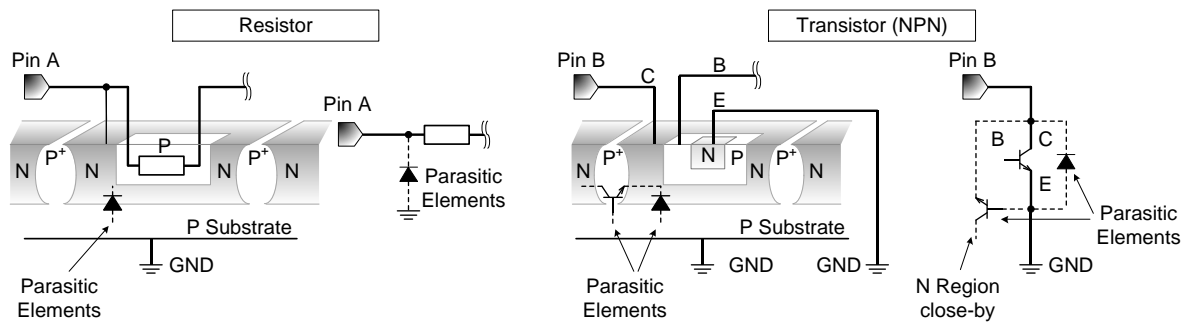 Resistor
Transistor (NPN)
Pin A
Pin B
C
B
E
Pin B
Pin A
N
P+
N
P
P+
N
N
P+
N
N
P
P+
N
B
C
E
Parasitic
Elements
P Substrate
P Substrate
GND
GND
GND
GND
Parasitic
Elements
Parasitic
Elements
Parasitic
Elements
N Region
close-by